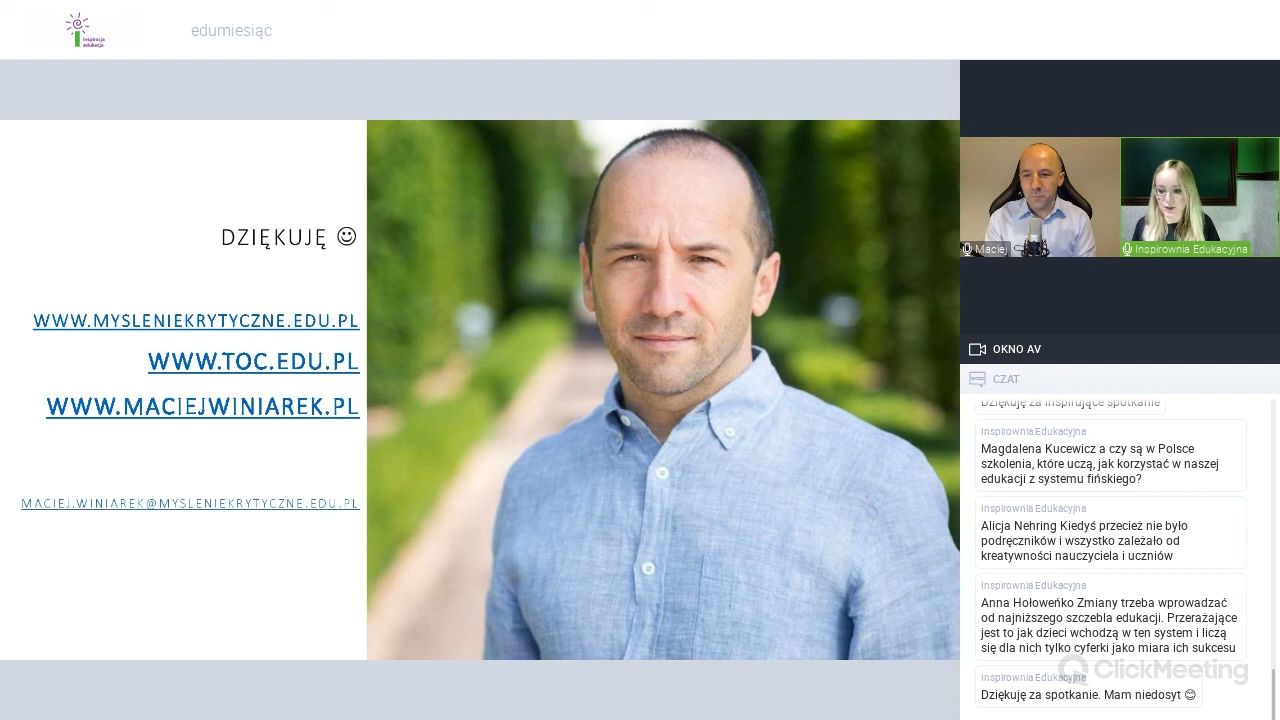 inspiracja
edukacja
edumiesiąc
DZIĘKUJĘ ☺
WWW.MYSLENIEKRYTYCZNE.EDU.PL
WWW.TOC.EDU.PL
WWW.MACIEJWINIAREK.PL
MACIEJ.WINIAREK@MYSLENIEKRYTYCZNE.EDU.PL
Maciej
Inspirownia Edukacyjna
OKNO AV
CZAT
Dziękuję za inspirujące spotkanie
Inspirownia Edukacyjna
Magdalena Kucewicz a czy są w Polsce
szkolenia, które uczą, jak korzystać w naszej
edukacji z systemu fińskiego?
Inspirownia Edukacyjna
Alicja Nehring Kiedyś przecież nie było
podręczników i wszystko zależało od
kreatywności nauczyciela i uczniów
Inspirownia Edukacyjna
Anna Hołoweńko Zmiany trzeba wprowadzać
od najniższego szczebla edukacji. Przerażające
jest to jak dzieci wchodzą w ten system i liczą
się dla nich tylko cyferki jako miara ich sukcesu
Inspirownia Edukacyjna
Dziękuję za spotkanie. Mam niedosyt 😊
ClickMeeting